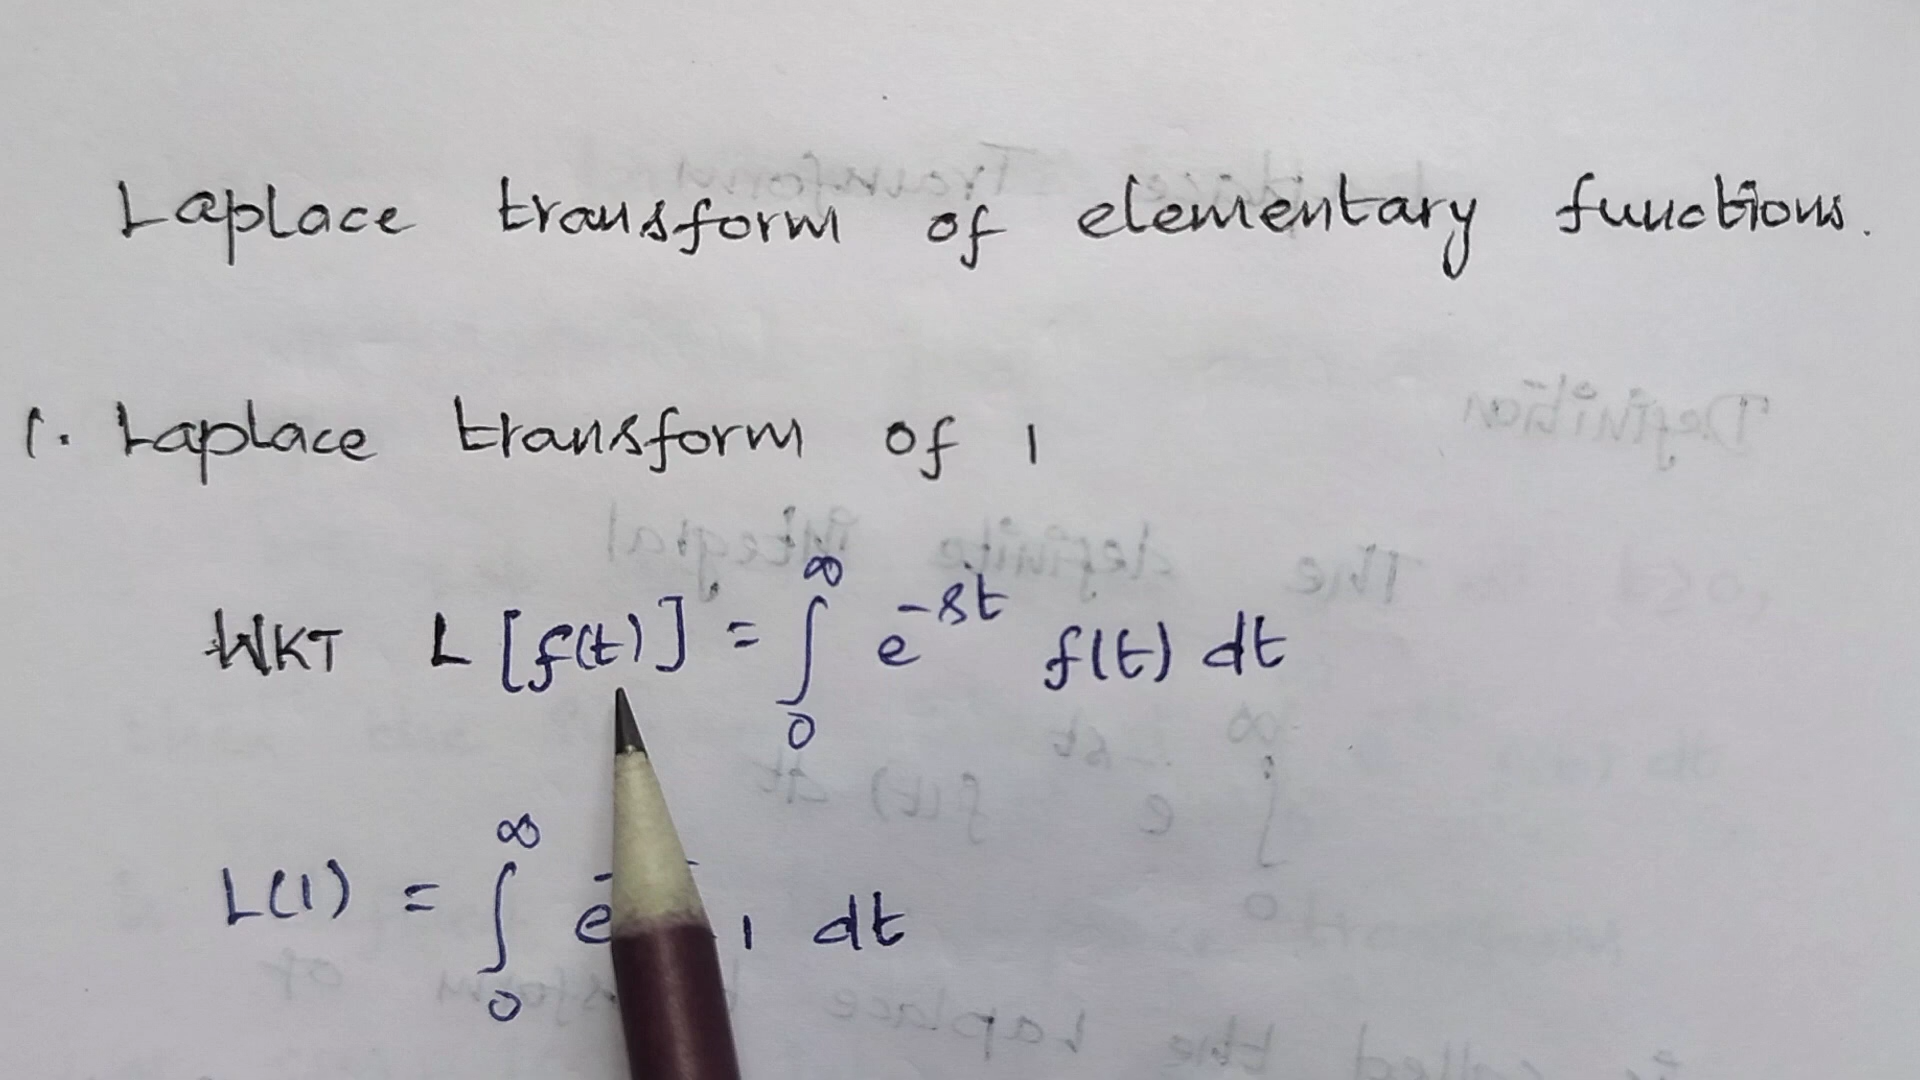 Laplace transform of elementary functions.
1. Laplace transform of 1
WKT L [f(t)] = ∫₀^∞ e^{-st} f(t) dt
L(1) = ∫₀^∞ e^- 1 dt